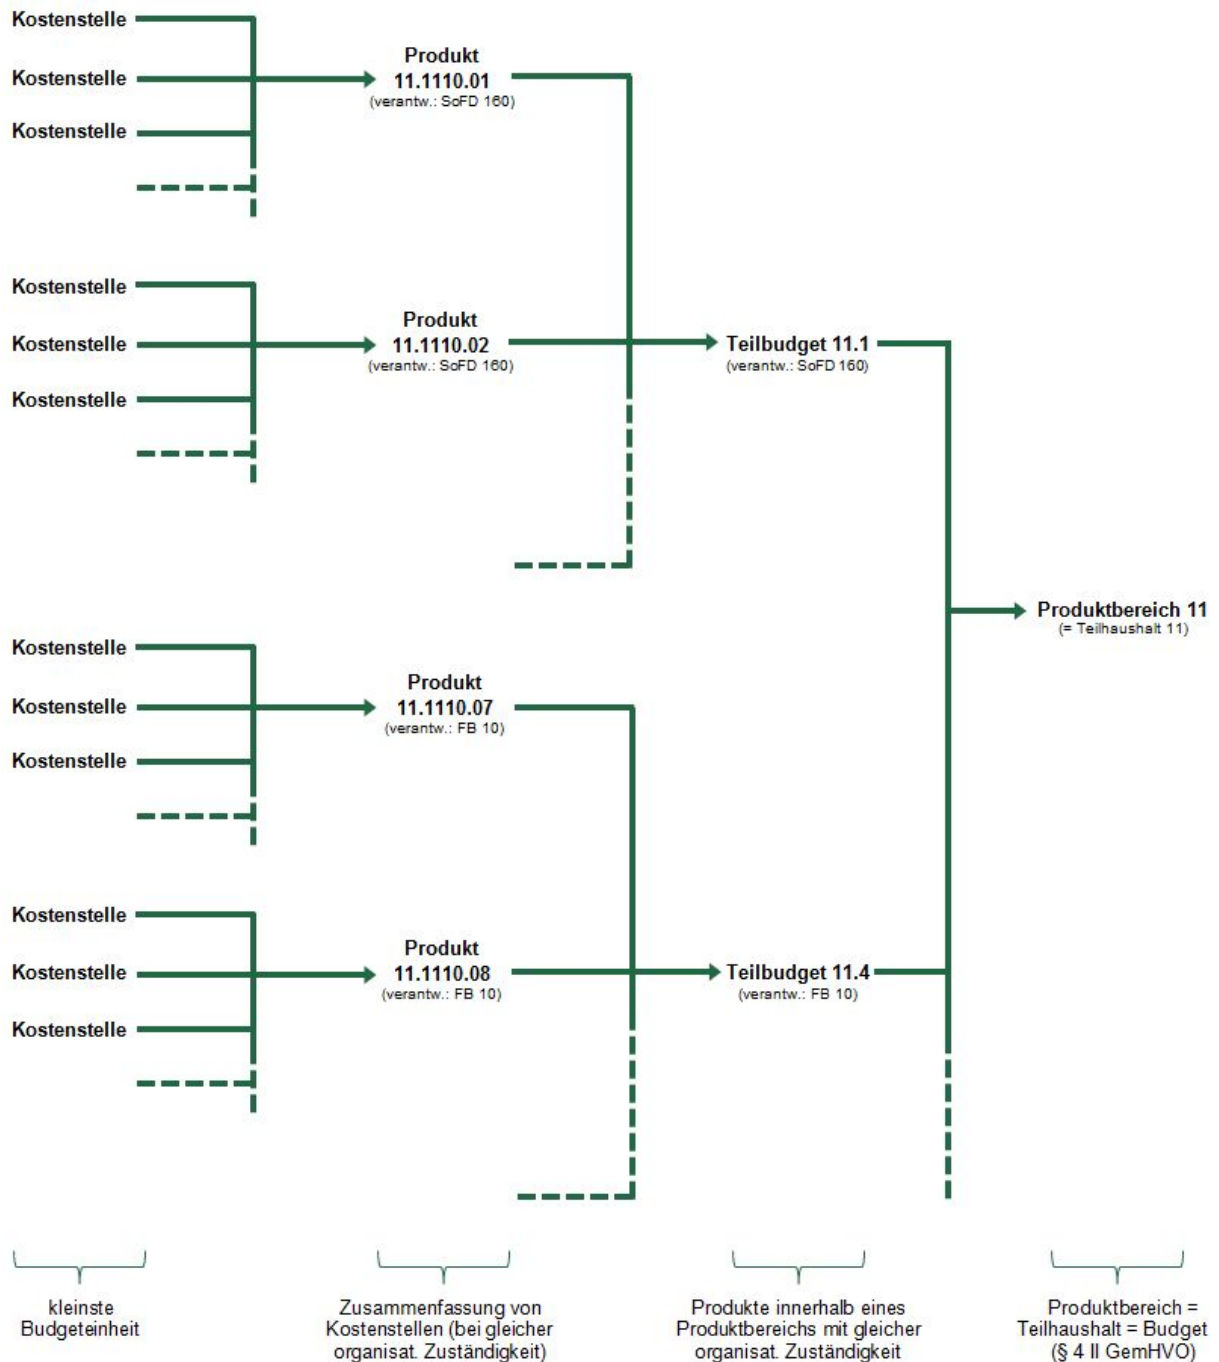 Kostenstelle
Kostenstelle
Kostenstelle
Produkt
11.1110.01
(verantw.: SoFD 160)
Kostenstelle
Kostenstelle
Kostenstelle
Produkt
11.1110.02
(verantw.: SoFD 160)
Teilbudget 11.1
(verantw.: SoFD 160)
Produktbereich 11
(= Teilhaushalt 11)
Kostenstelle
Kostenstelle
Kostenstelle
Produkt
11.1110.07
(verantw.: FB 10)
Kostenstelle
Kostenstelle
Kostenstelle
Produkt
11.1110.08
(verantw.: FB 10)
Teilbudget 11.4
(verantw.: FB 10)
kleinste
Budgeteinheit
Zusammenfassung von
Kostenstellen (bei gleicher
organisat. Zuständigkeit)
Produkte innerhalb eines
Produktbereichs mit gleicher
organisat. Zuständigkeit
Produktbereich =
Teilhaushalt = Budget
(§ 4 II GemHVO)